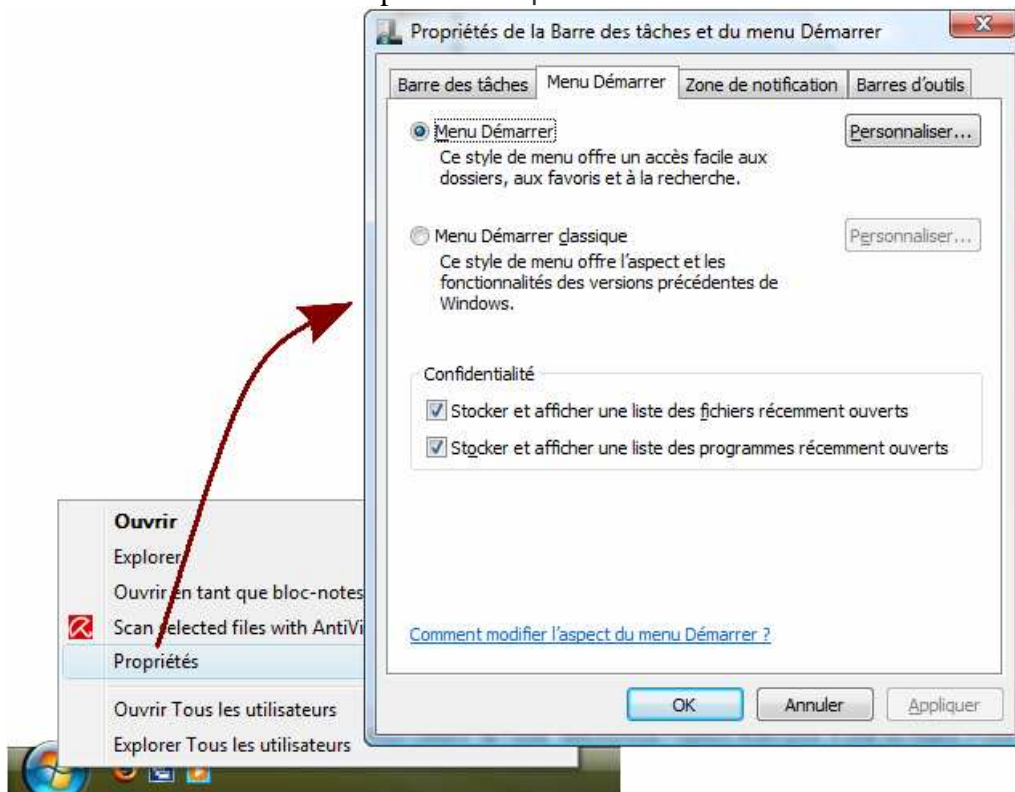 Propriétés de la Barre des tâches et du menu Démarrer
Barre des tâches Menu Démarrer Zone de notification Barres d'outils
Menu Démarrer Personnaliser...
Ce style de menu offre un accès facile aux
dossiers, aux favoris et à la recherche.
Menu Démarrer classique Personnaliser...
Ce style de menu offre l'aspect et les
fonctionnalités des versions précédentes de
Windows.
Confidentialité
Stocker et afficher une liste des fichiers récemment ouverts
Stocker et afficher une liste des programmes récemment ouverts
Comment modifier l'aspect du menu Démarrer ?
OK Annuler Appliquer
Ouvrir
Explorer
Ouvrir en tant que bloc-notes
Scan selected files with AntiVi
Propriétés
Ouvrir Tous les utilisateurs
Explorer Tous les utilisateurs